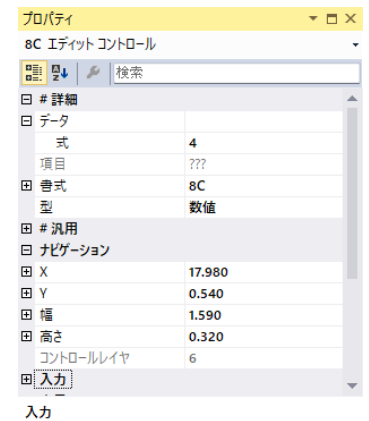 プロパティ
8C エディット コントロール
検索
# 詳細
データ
式 4
項目 ???
書式 8C
型 数値
# 汎用
ナビゲーション
X 17.980
Y 0.540
幅 1.590
高さ 0.320
コントロールレイヤ 6
入力
入力